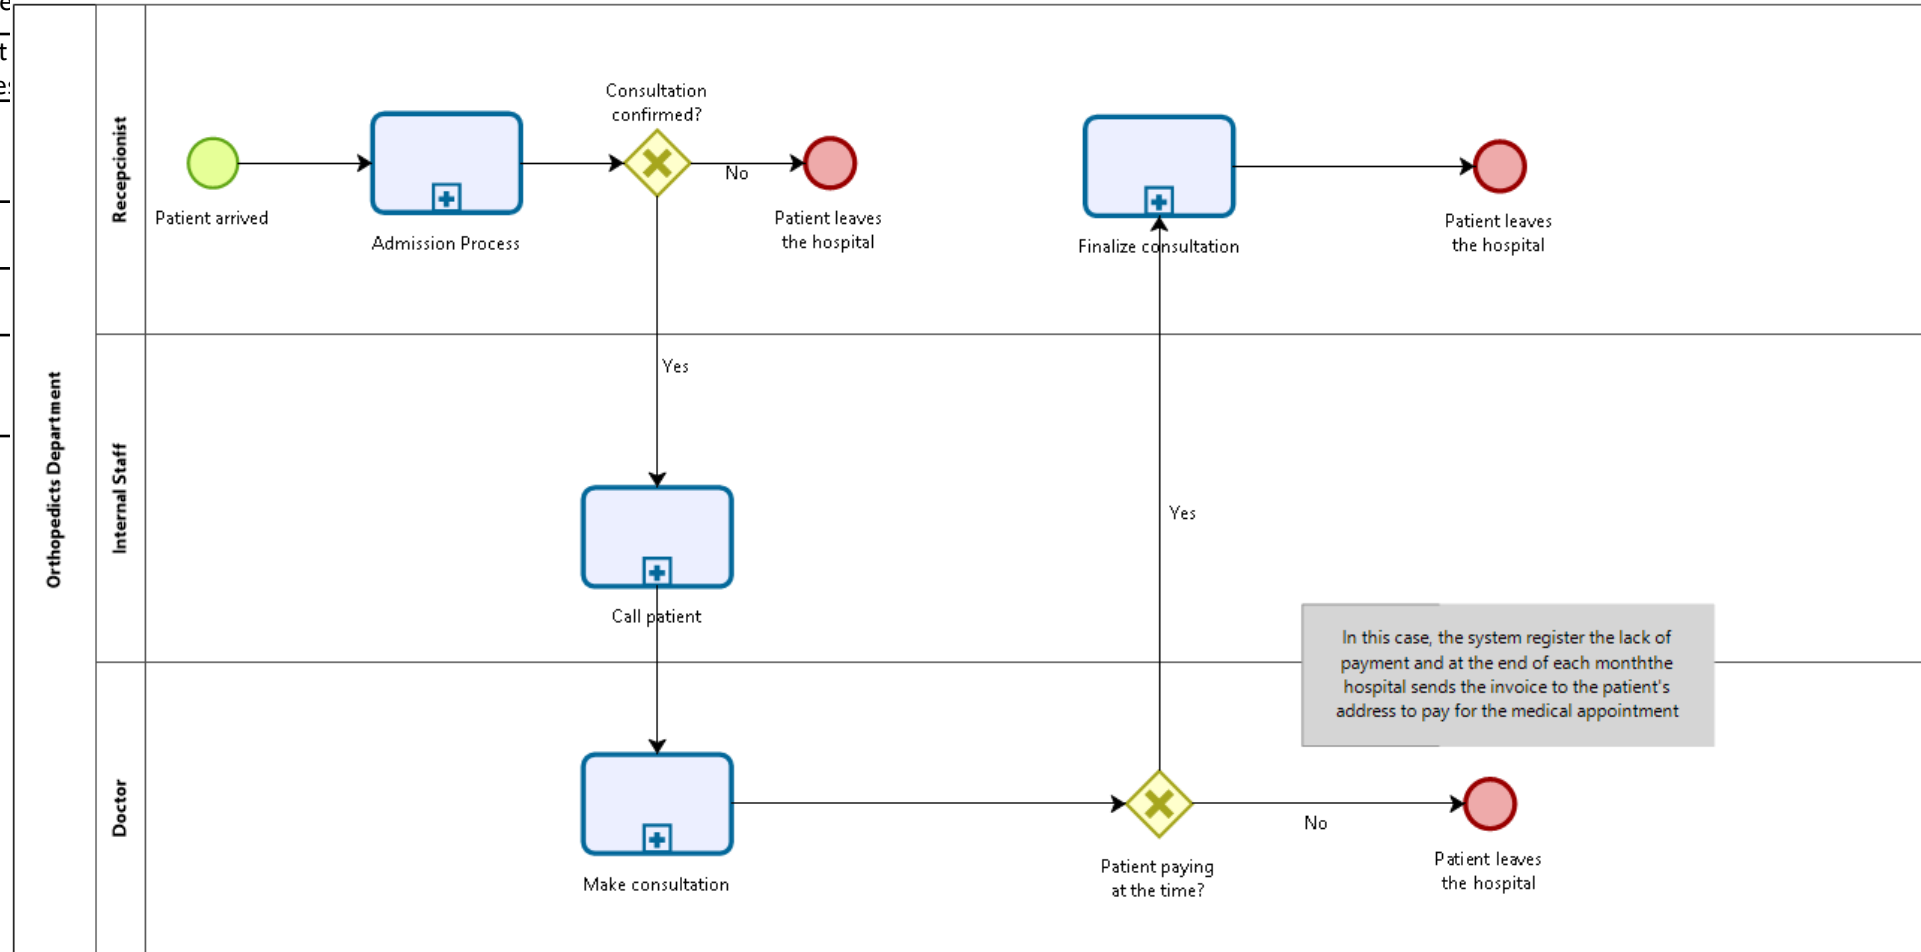 Orthopedicts Department
Recepcionist
Patient arrived
Admission Process
Consultation
confirmed?
No
Patient leaves
the hospital
Finalize consultation
Patient leaves
the hospital
Internal Staff
Yes
Call patient
Yes
In this case, the system register the lack of
payment and at the end of each monththe
hospital sends the invoice to the patient's
address to pay for the medical appointment
Doctor
Make consultation
Patient paying
at the time?
No
Patient leaves
the hospital